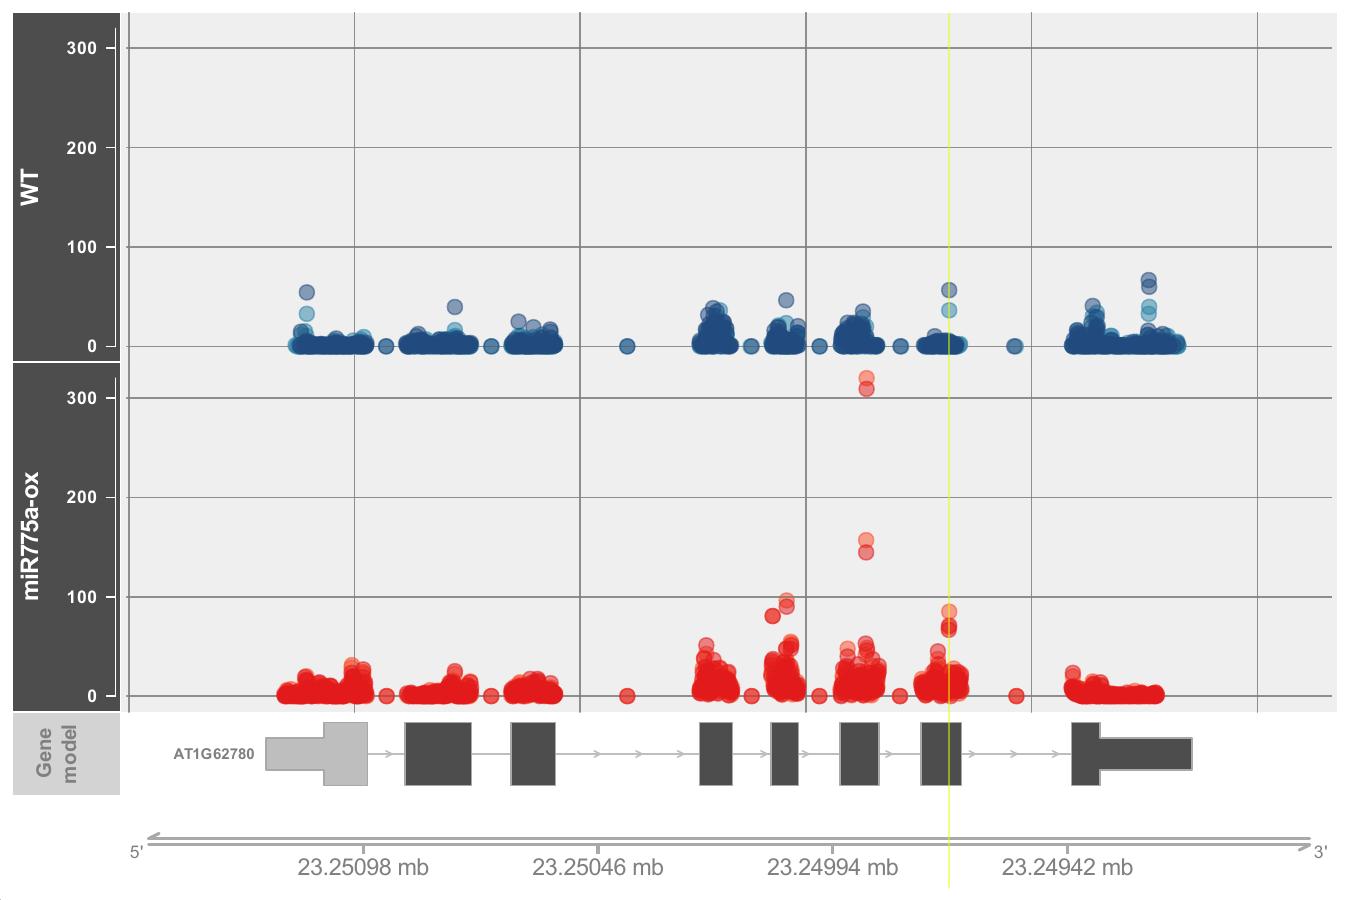 WT
300
200
100
0
miR775a-ox
300
200
100
0
Gene
model
AT1G62780
5'
3'
23.25098 mb
23.25046 mb
23.24994 mb
23.24942 mb